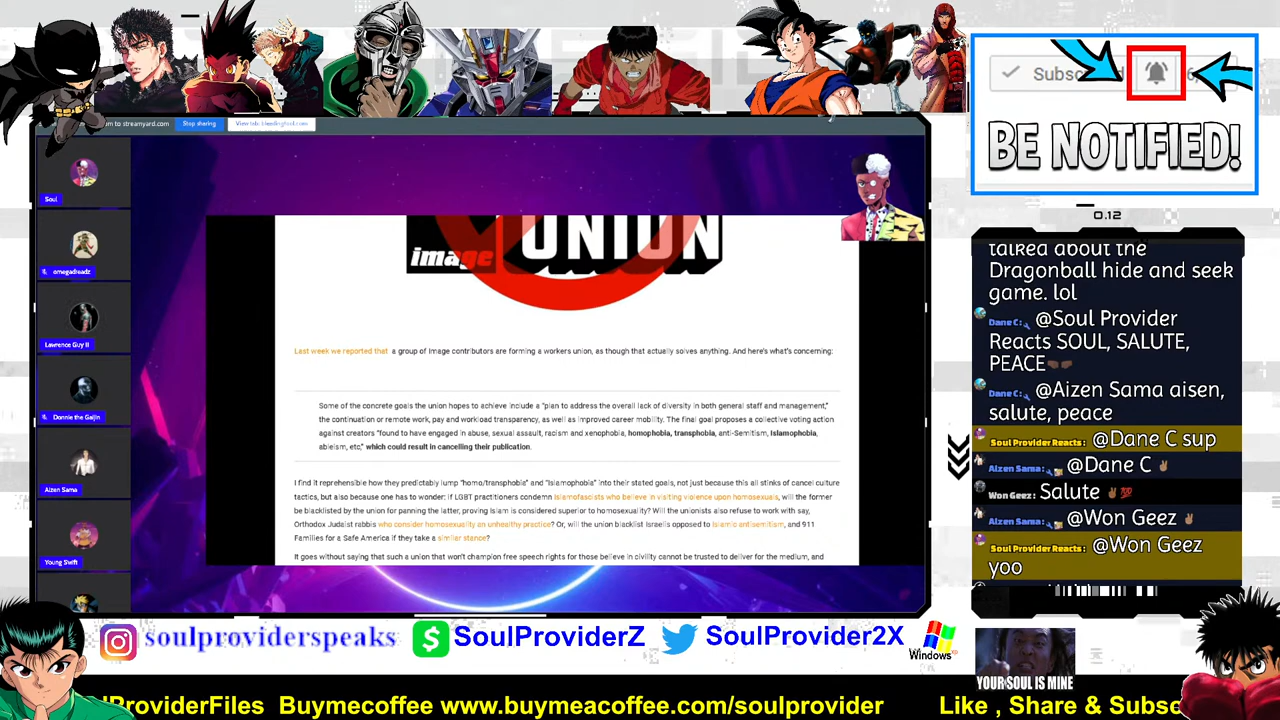 Subsc
BE NOTIFIED!
to streamyard.com
Stop sharing
Soul
omegadreadz
Lawrence Guy II
Donnie the Gaijin
Aizen Sama
Young Swift
image UNION
Last week we reported that a group of Image contributors are forming a workers union, as though that actually solves anything. And here's what's concerning:
Some of the concrete goals the union hopes to achieve include a "plan to address the overall lack of diversity in both general staff and management,"
the continuation or remote work, pay and workload transparency, as well as improved career mobility. The final goal proposes a collective voting action
against creators "found to have engaged in abuse, sexual assault, racism and xenophobia, homophobia, transphobia, anti-Semitism, Islamophobia,
ableism, etc," which could result in cancelling their publication.
I find it reprehensible how they predictably lump "homo/transphobia" and "Islamophobia" into their stated goals, not just because this all stinks of cancel culture
tactics, but also because one has to wonder: if LGBT practitioners condemn Islamofascists who believe in visiting violence upon homosexuals, will the former
be blacklisted by the union for panning the latter, proving Islam is considered superior to homosexuality? Will the unionists also refuse to work with say,
Orthodox Judaist rabbis who consider homosexuality an unhealthy practice? Or, will the union blacklist Israelis opposed to Islamic antisemitism, and 911
Families for a Safe America if they take a similar stance?
It goes without saying that such a union that won't champion free speech rights for those believe in civility cannot be trusted to deliver for the medium, and
0.12
talked about the
Dragonball hide and seek
game. lol
Dane C: @Soul Provider
Reacts SOUL, SALUTE,
PEACE
Dane C: @Aizen Sama aisen,
salute, peace
Soul Provider Reacts: @Dane C sup
Aizen Sama: @Dane C
Won Geez: Salute 💯
Aizen Sama: @Won Geez
Soul Provider Reacts: @Won Geez
yoo
soulproviderspeaks
SoulProviderZ
SoulProvider2X
Windows xp
YOUR SOUL IS MINE
lProviderFiles Buymecoffee www.buymeacoffee.com/soulprovider Like , Share & Subsc